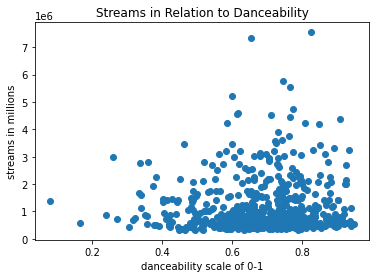 Streams in Relation to Danceability
1e6
7
6
5
4
3
2
1
0
streams in millions
0.2 0.4 0.6 0.8
danceability scale of 0-1